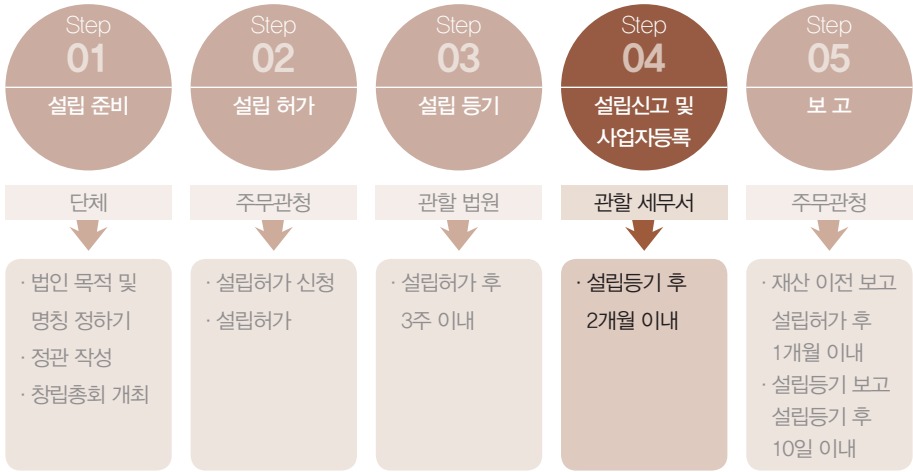 Step
01
설립 준비
단체
· 법인 목적 및
명칭 정하기
· 정관 작성
· 창립총회 개최
Step
02
설립 허가
주무관청
· 설립허가 신청
· 설립허가
Step
03
설립 등기
관할 법원
· 설립허가 후
3주 이내
Step
04
설립신고 및
사업자등록
관할 세무서
· 설립등기 후
2개월 이내
Step
05
보 고
주무관청
· 재산 이전 보고
설립허가 후
1개월 이내
· 설립등기 보고
설립등기 후
10일 이내